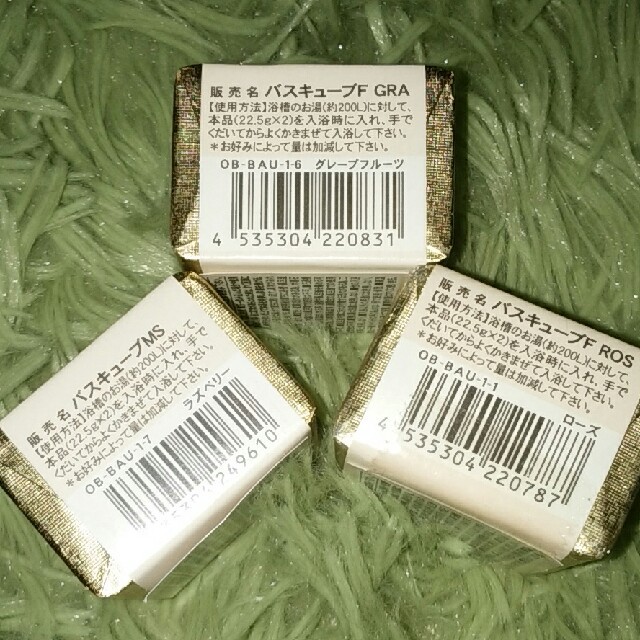 販売名 バスキューブF GRA
【使用方法】浴槽のお湯(約200L)に対して、
本品(22.5g×2)を入浴時に入れ、手で
くだいてからよくかきまぜて入浴して下さい。
*お好みによって量は加減して下さい。
OB-BAU-16 グレープフルーツ
4 535304 220831
販売名 バスキューブMS
【使用方法】浴槽のお湯(約200L)に対して、
本品(22.5g×2)を入浴時に入れ、手で
くだいてからよくかきまぜて入浴して下さい。
*お好みによって量は加減して下さい。
OB-BAU-17 ラズベリー
249610
販売名 バスキューブF ROS
【使用方法】浴槽のお湯(約200L)に対して、
本品(22.5g×2)を入浴時に入れ、手で
くだいてからよくかきまぜて入浴して下さい。
*お好みによって量は加減して下さい。
OB-BAU-1-1 ローズ
4 535304 220787